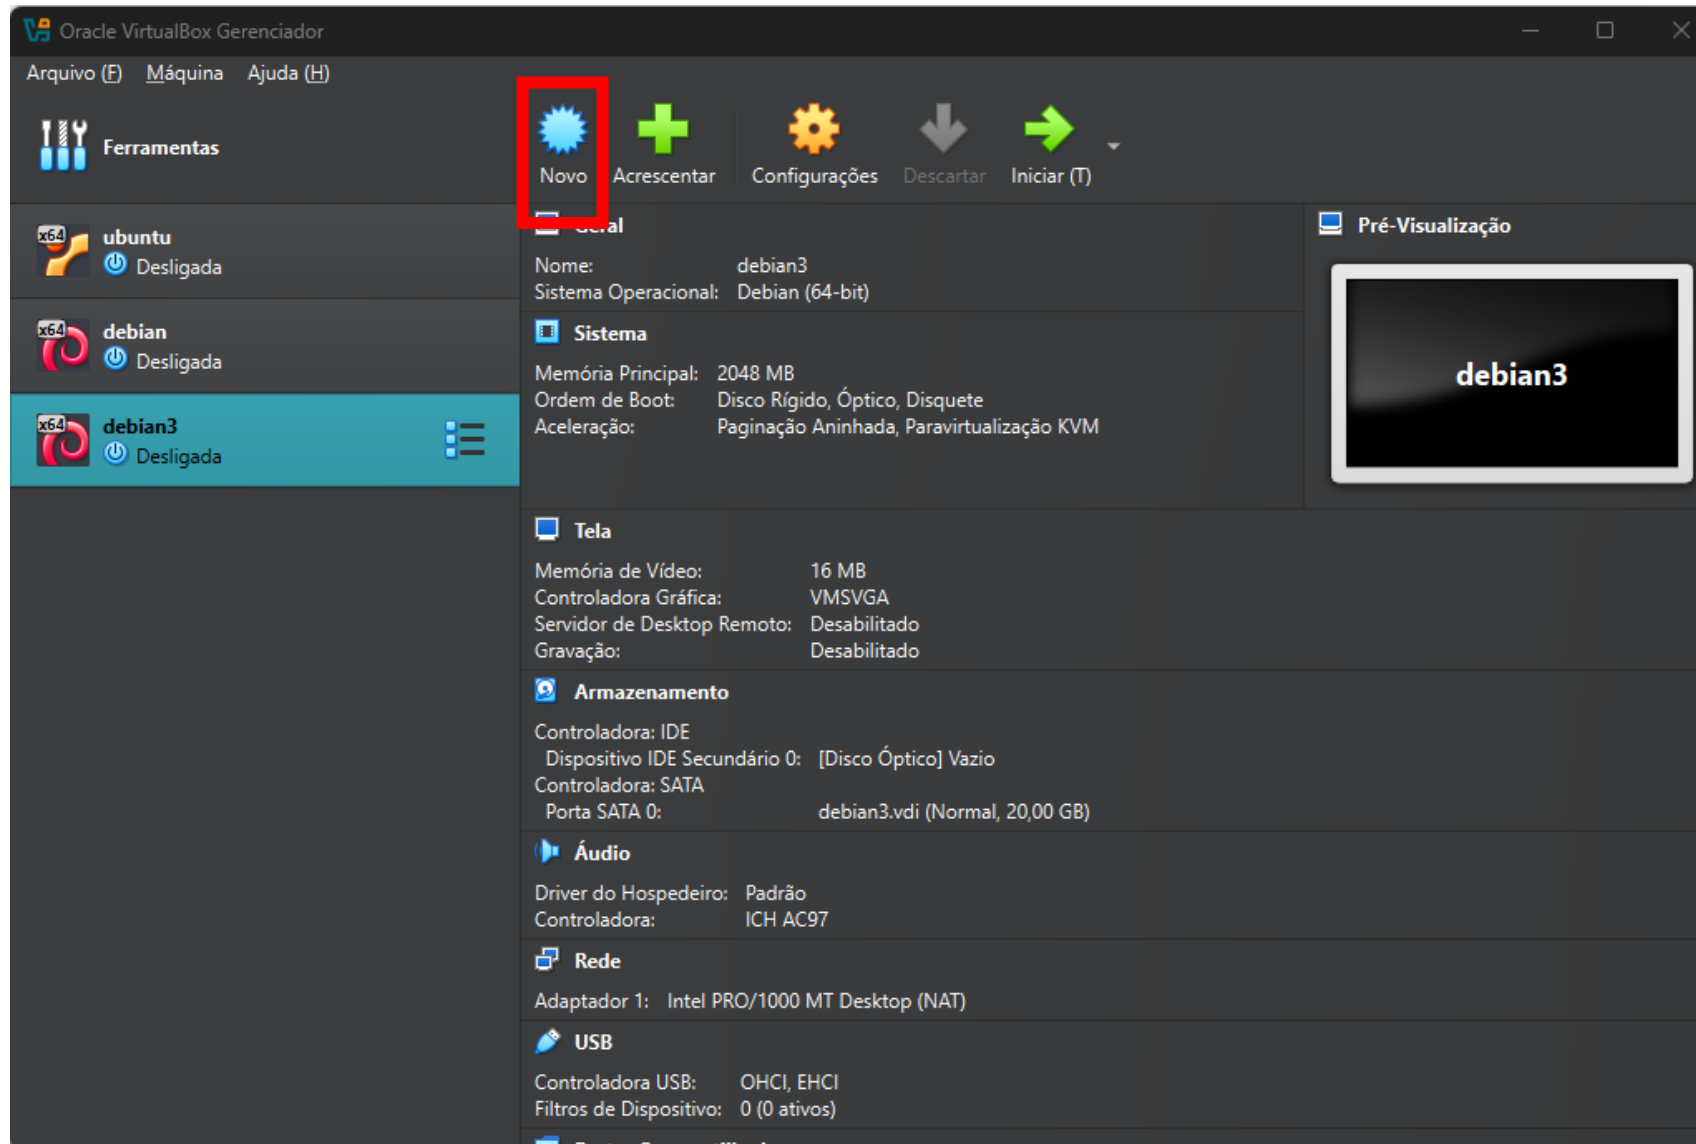 Oracle VirtualBox Gerenciador
Arquivo (F) Máquina Ajuda (H)
Ferramentas
Novo Acrescentar Configurações Descartar Iniciar (T)
x64 ubuntu
Desligada
x64 debian
Desligada
x64 debian3
Desligada
Geral
Nome: debian3
Sistema Operacional: Debian (64-bit)
Pré-Visualização
debian3
Sistema
Memória Principal: 2048 MB
Ordem de Boot: Disco Rígido, Óptico, Disquete
Aceleração: Paginação Aninhada, Paravirtualização KVM
Tela
Memória de Vídeo: 16 MB
Controladora Gráfica: VMSVGA
Servidor de Desktop Remoto: Desabilitado
Gravação: Desabilitado
Armazenamento
Controladora: IDE
Dispositivo IDE Secundário 0: [Disco Óptico] Vazio
Controladora: SATA
Porta SATA 0: debian3.vdi (Normal, 20,00 GB)
Áudio
Driver do Hospedeiro: Padrão
Controladora: ICH AC97
Rede
Adaptador 1: Intel PRO/1000 MT Desktop (NAT)
USB
Controladora USB: OHCI, EHCI
Filtros de Dispositivo: 0 (0 ativos)